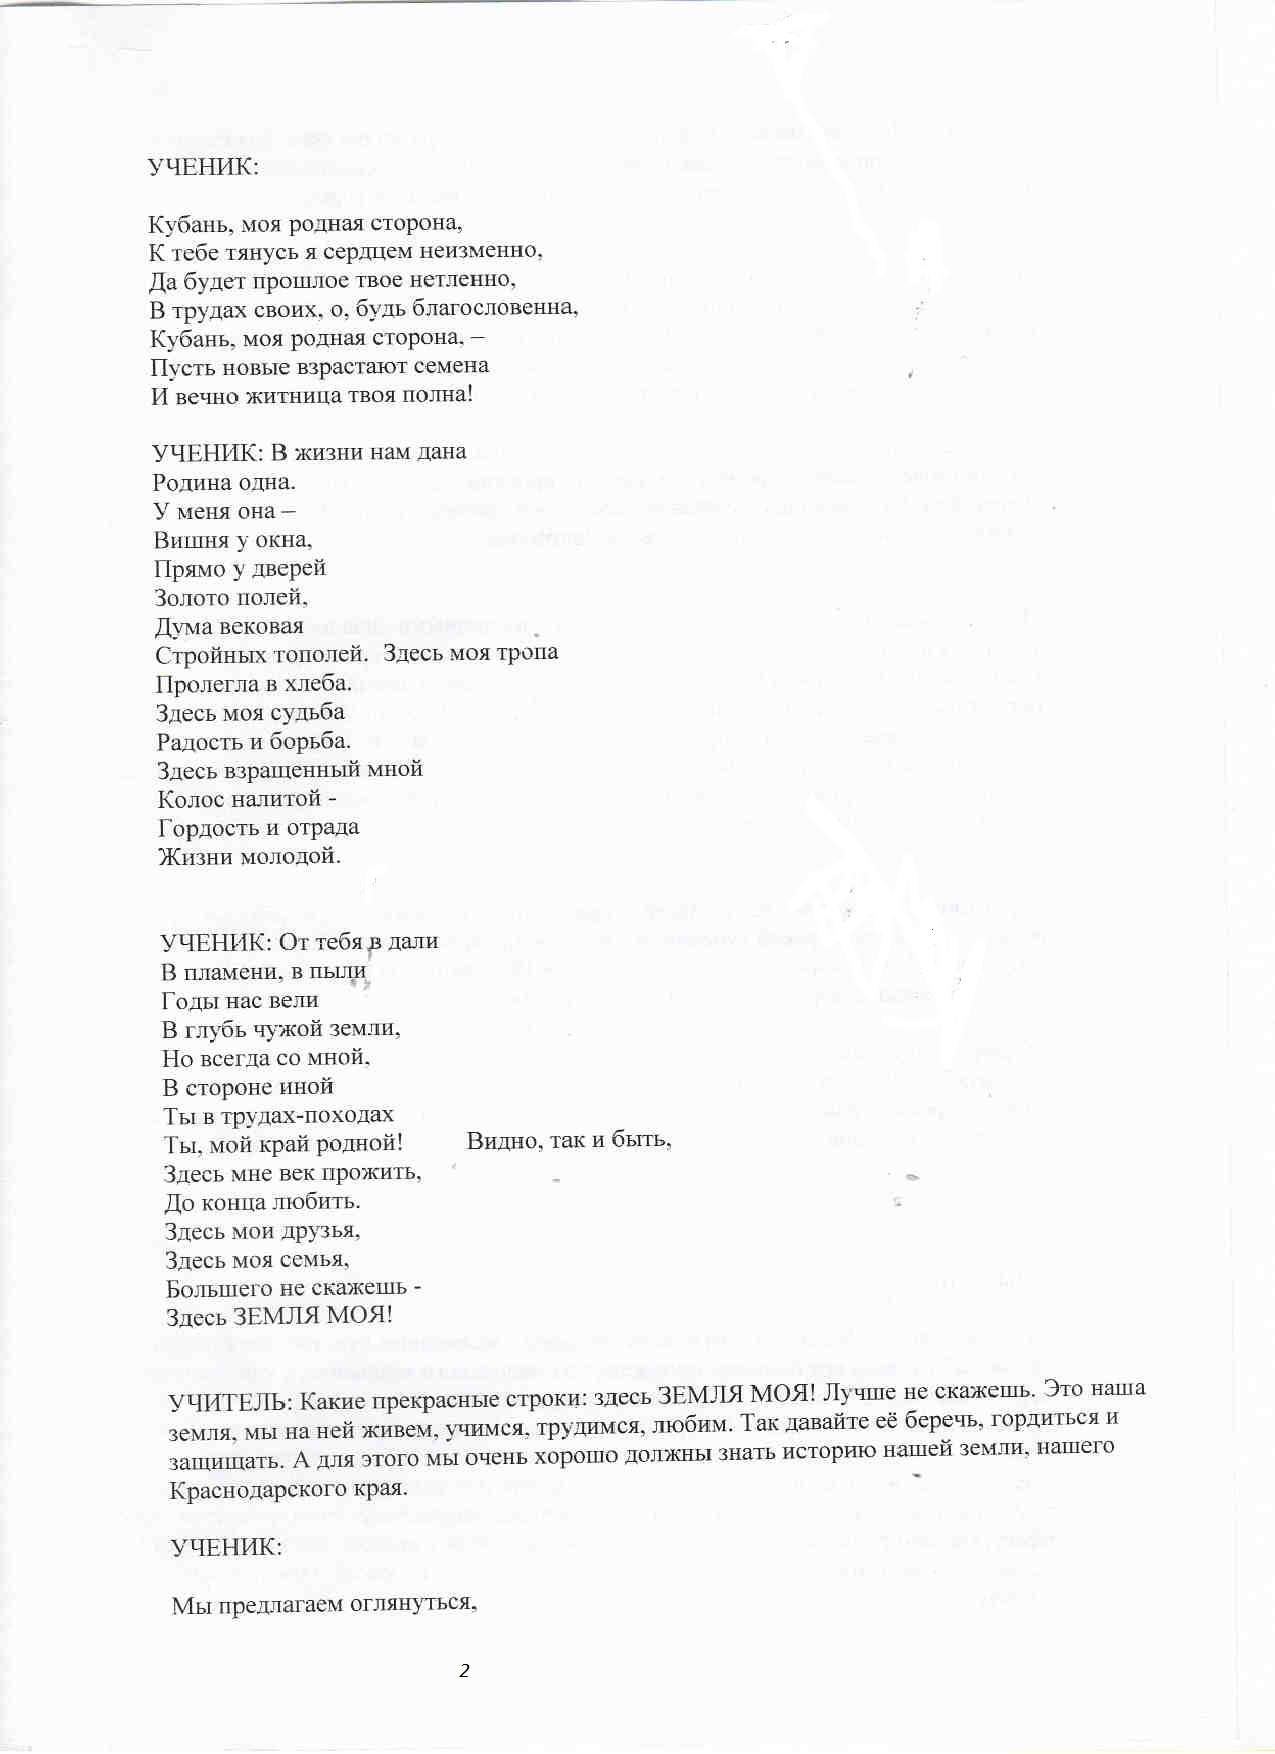 УЧЕНИК:
Кубань, моя родная сторона,
К тебе тянусь я сердцем неизменно,
Да будет прошлое твое нетленно,
В трудах своих, о, будь благословенна,
Кубань, моя родная сторона, –
Пусть новые взрастают семена
И вечно житница твоя полна!
УЧЕНИК: В жизни нам дана
Родина одна.
У меня она –
Вишня у окна,
Прямо у дверей
Золото полей,
Дума вековая
Стройных тополей.  Здесь моя тропа
Пролегла в хлеба.
Здесь моя судьба
Радость и борьба.
Здесь взращенный мной
Колос налитой -
Гордость и отрада
Жизни молодой.
УЧЕНИК: От тебя в дали
В пламени, в пыли
Годы нас вели
В глубь чужой земли,
Но всегда со мной,
В стороне иной
Ты в трудах-походах
Ты, мой край родной!        Видно, так и быть,
Здесь мне век прожить,
До конца любить.
Здесь мои друзья,
Здесь моя семья,
Большего не скажешь -
Здесь ЗЕМЛЯ МОЯ!
УЧИТЕЛЬ: Какие прекрасные строки: здесь ЗЕМЛЯ МОЯ! Лучше не скажешь. Это наша
земля, мы на ней живем, учимся, трудимся, любим. Так давайте её беречь, гордиться и
защищать. А для этого мы очень хорошо должны знать историю нашей земли, нашего
Краснодарского края.
УЧЕНИК:
Мы предлагаем оглянуться,
2